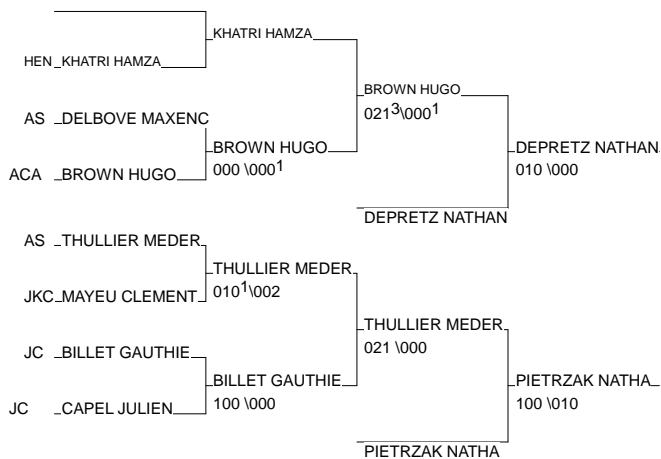 KHATRI HAMZA
HEN KHATRI HAMZA
BROWN HUGO
021³\000¹
AS DELBOVE MAXENC
BROWN HUGO
000 \000¹
DEPRETZ NATHAN
010 \000
ACA BROWN HUGO
DEPRETZ NATHAN
AS THULLIER MEDER
THULLIER MEDER
010¹\002
JKC MAYEU CLEMENT
THULLIER MEDER
021 \000
JC BILLET GAUTHIE
BILLET GAUTHIE
100 \000
PIETRZAK NATHA
100 \010
JC CAPEL JULIEN
PIETRZAK NATHA